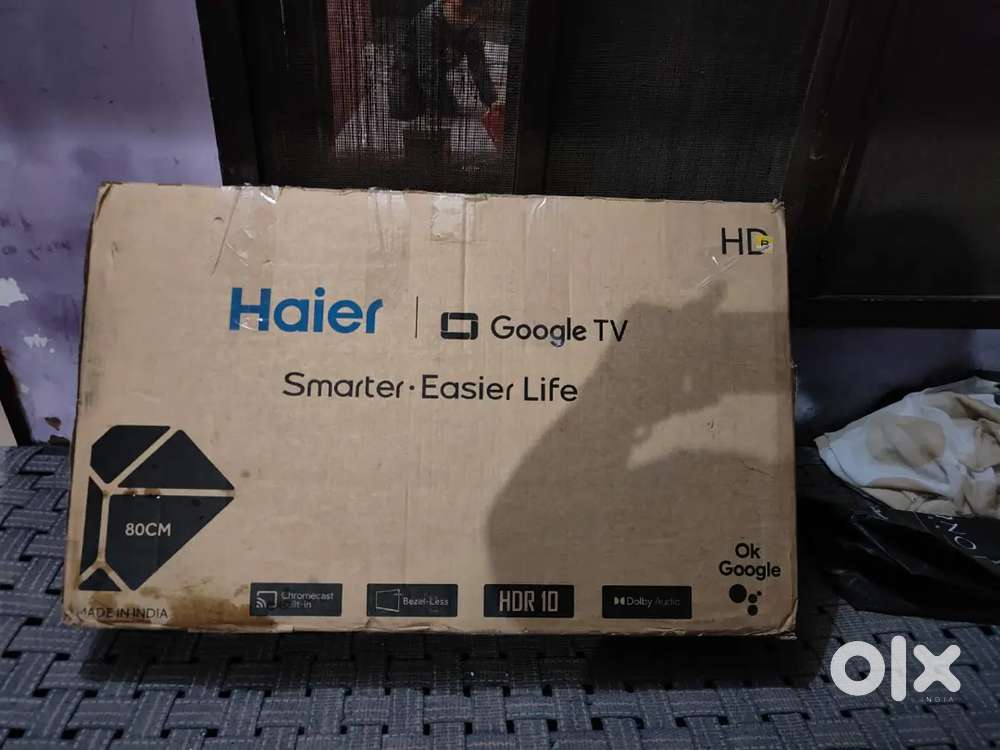 HD
Haier
Google TV
Smarter · Easier Life
80CM
MADE IN INDIA
Chromecast
built-in
Bezel-Less
HDR 10
Dolby Audio
Ok
Google
olx
INDIA